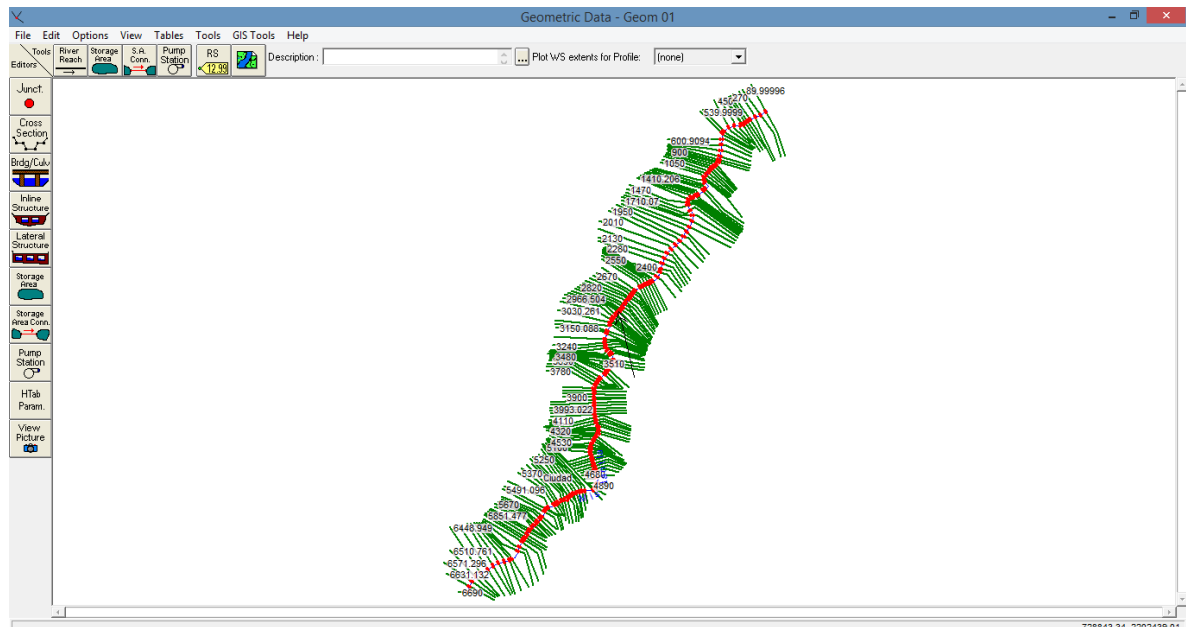 Geometric Data - Geom 01
File Edit Options View Tables Tools GIS Tools Help
Tools
Editors
River Reach
Storage Area
S.A. Conn.
Pump Station
RS
12.99
Description :
...
Plot WS extents for Profile:
(none)
Junct.
Cross Section
Brdg/Culv
Inline Structure
Lateral Structure
Storage Area
Storage Area Conn.
Pump Station
HTab Param.
View Picture
89.99996
270
450
539.9999
600.9094
900
1050
1410.206
1470
1710.07
1950
2010
2130
2280
2550
2400
2670
2820
2966.504
3030.261
3150.088
3240
3480
3510
3780
3900
3993.022
4110
4320
4530
5250
5370
Ciudad
4680
4890
5491.096
5670
5851.477
6448.949
6510.761
6571.296
6631.132
6690